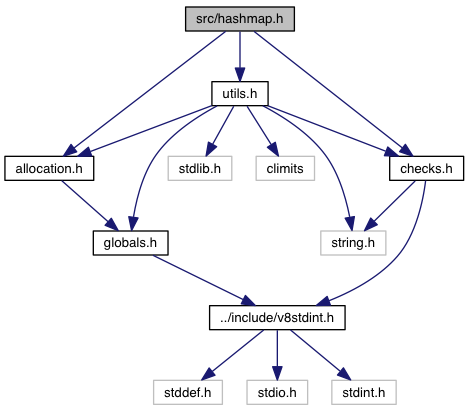 src/hashmap.h
utils.h
allocation.h
stdlib.h
climits
checks.h
globals.h
string.h
../include/v8stdint.h
stddef.h
stdio.h
stdint.h